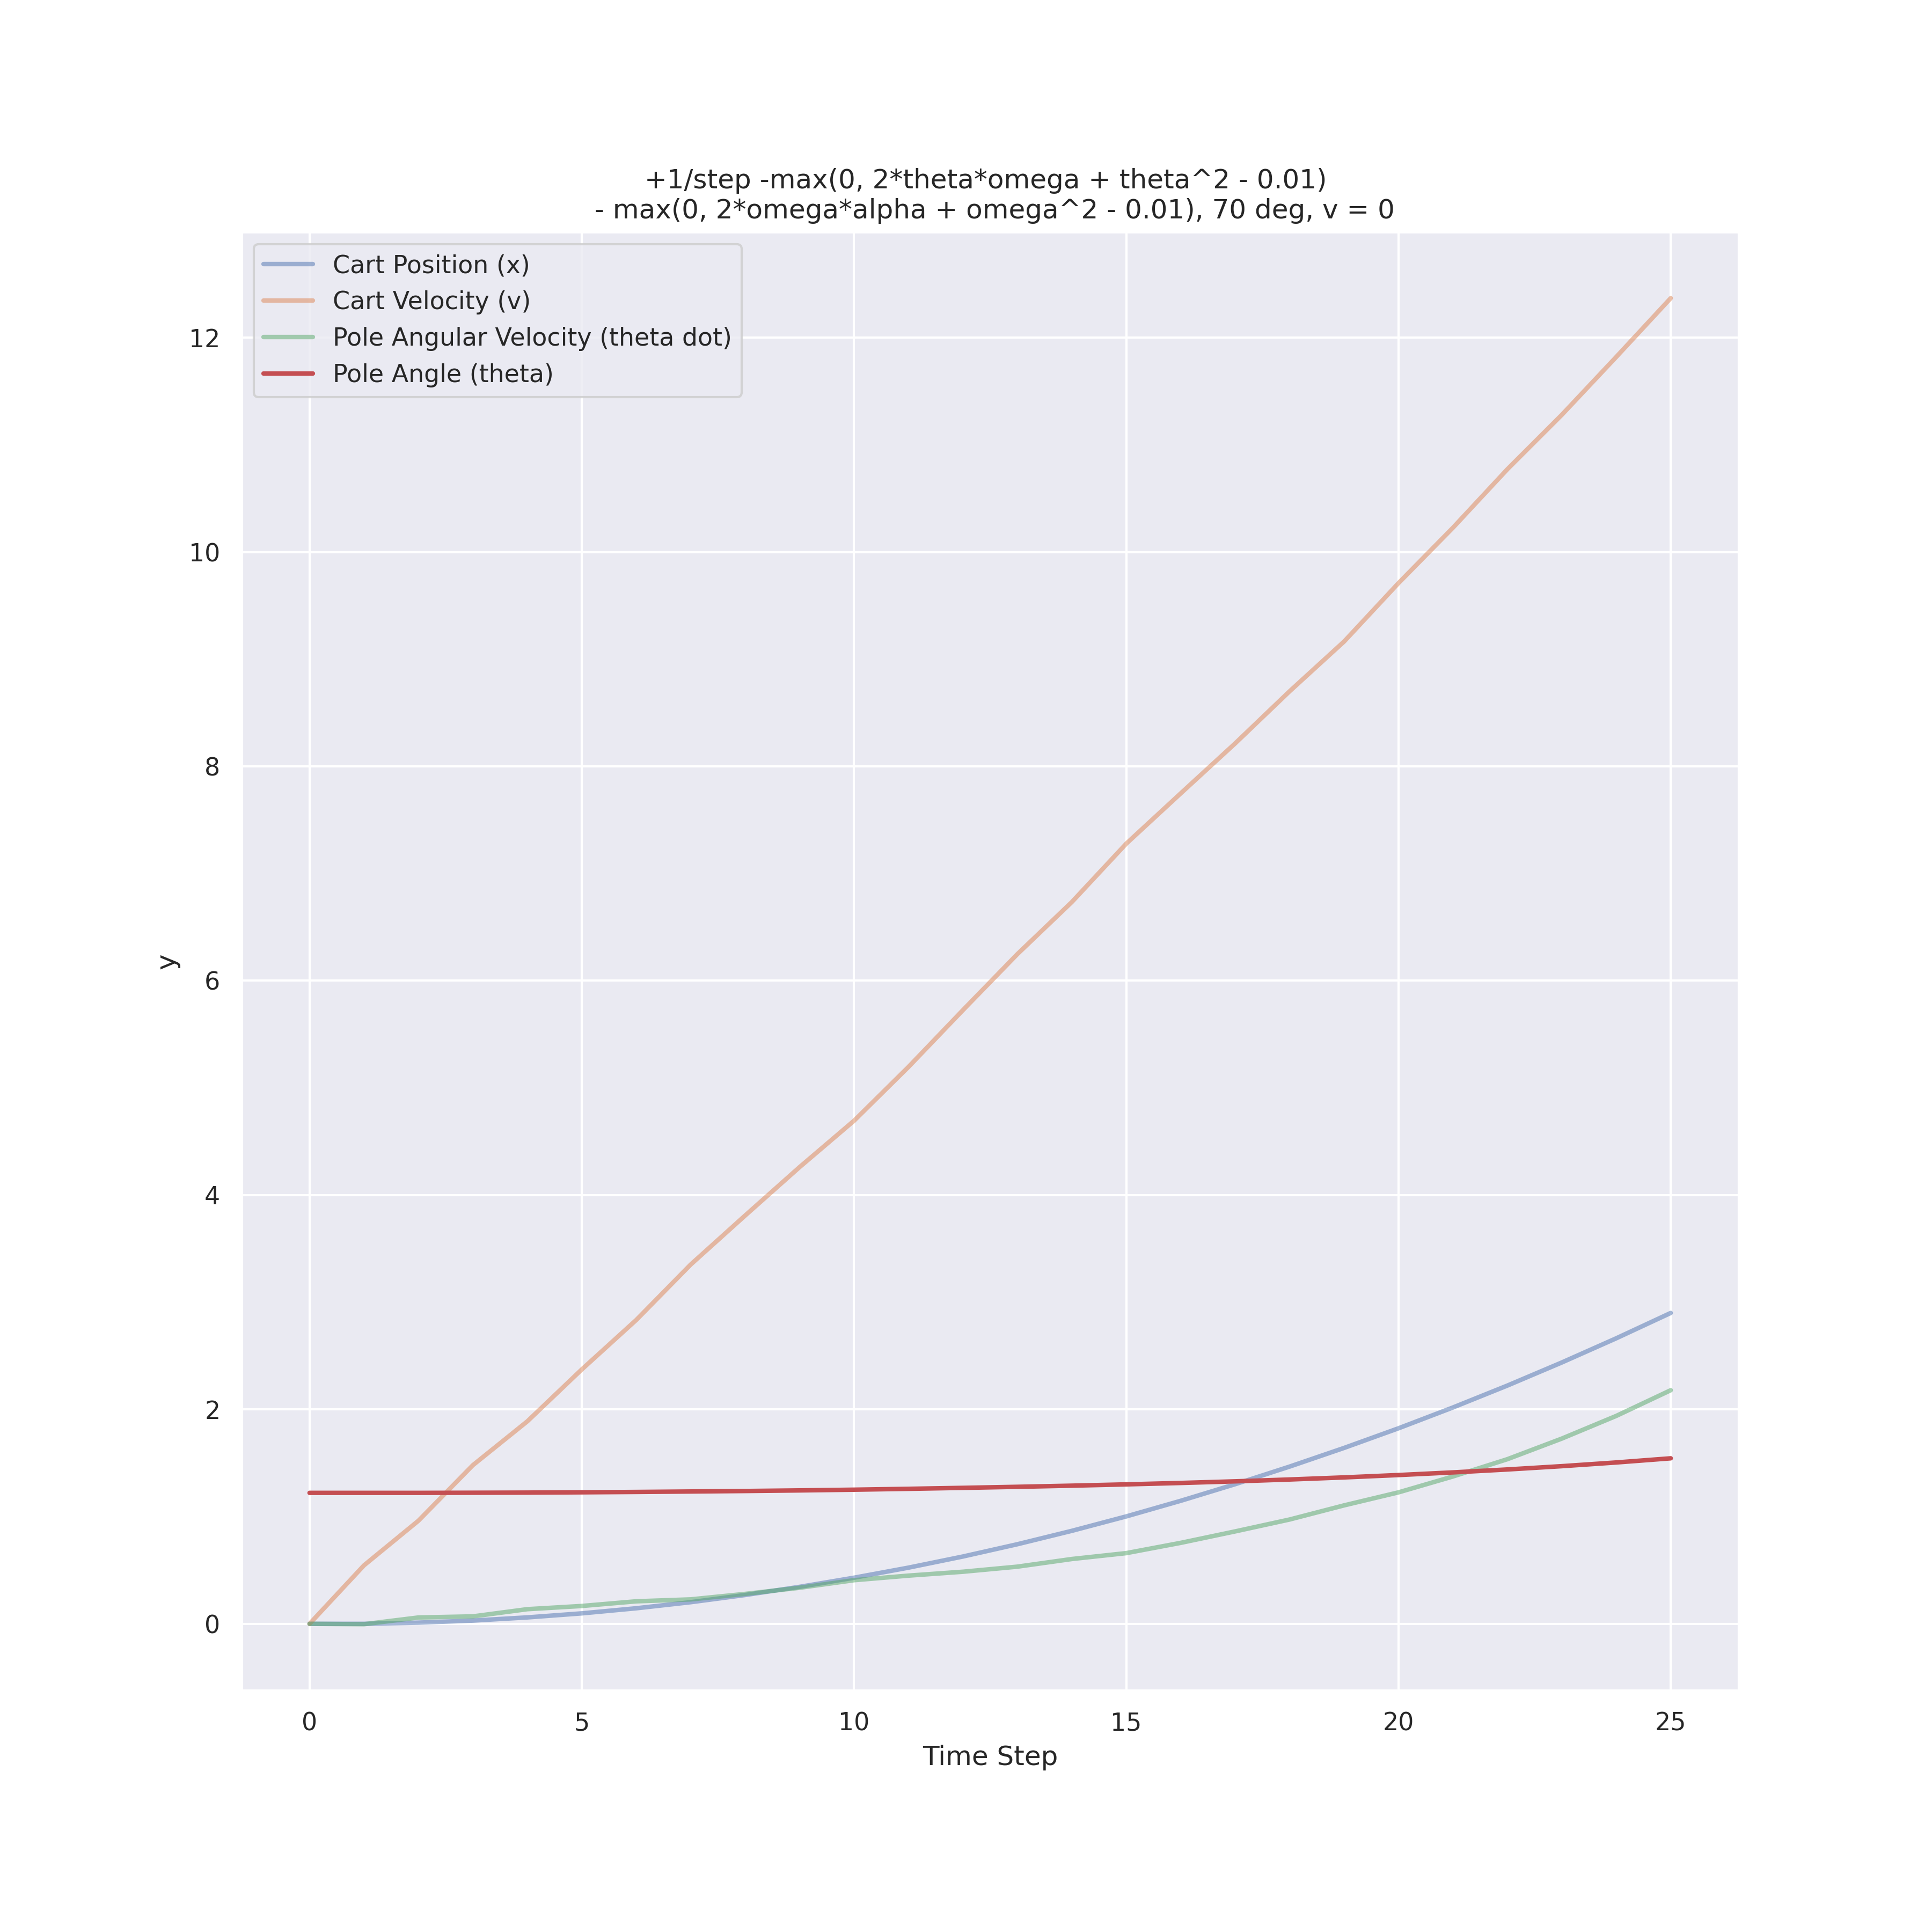 +1/step -max(0, 2*theta*omega + theta^2 - 0.01)
- max(0, 2*omega*alpha + omega^2 - 0.01), 70 deg, v = 0
Cart Position (x)
Cart Velocity (v)
Pole Angular Velocity (theta dot)
Pole Angle (theta)
12
10
8
6
4
2
0
y
0 5 10 15 20 25
Time Step